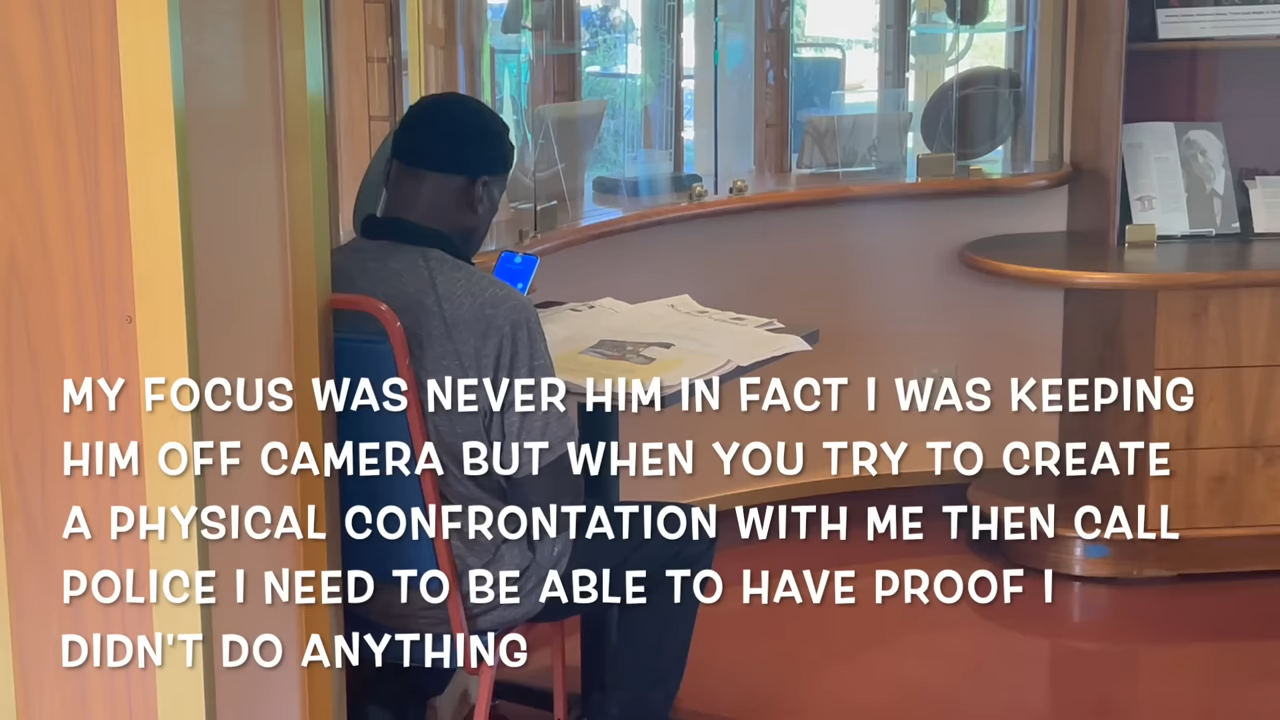 MY FOCUS WAS NEVER HIM IN FACT I WAS KEEPING
HIM OFF CAMERA BUT WHEN YOU TRY TO CREATE
A PHYSICAL CONFRONTATION WITH ME THEN CALL
POLICE I NEED TO BE ABLE TO HAVE PROOF I
DIDN'T DO ANYTHING